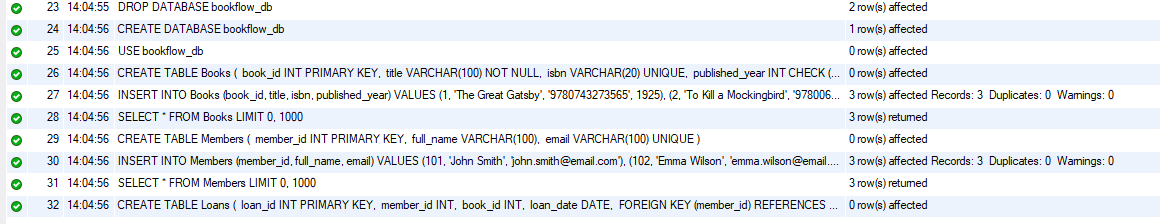 23 14:04:55 DROP DATABASE bookflow_db 2 row(s) affected
24 14:04:56 CREATE DATABASE bookflow_db 1 row(s) affected
25 14:04:56 USE bookflow_db 0 row(s) affected
26 14:04:56 CREATE TABLE Books ( book_id INT PRIMARY KEY, title VARCHAR(100) NOT NULL, isbn VARCHAR(20) UNIQUE, published_year INT CHECK (... 0 row(s) affected
27 14:04:56 INSERT INTO Books (book_id, title, isbn, published_year) VALUES (1, 'The Great Gatsby', '9780743273565', 1925), (2, 'To Kill a Mockingbird', '978006... 3 row(s) affected Records: 3 Duplicates: 0 Warnings: 0
28 14:04:56 SELECT * FROM Books LIMIT 0, 1000 3 row(s) returned
29 14:04:56 CREATE TABLE Members ( member_id INT PRIMARY KEY, full_name VARCHAR(100), email VARCHAR(100) UNIQUE ) 0 row(s) affected
30 14:04:56 INSERT INTO Members (member_id, full_name, email) VALUES (101, 'John Smith', 'john.smith@email.com'), (102, 'Emma Wilson', 'emma.wilson@email.... 3 row(s) affected Records: 3 Duplicates: 0 Warnings: 0
31 14:04:56 SELECT * FROM Members LIMIT 0, 1000 3 row(s) returned
32 14:04:56 CREATE TABLE Loans ( loan_id INT PRIMARY KEY, member_id INT, book_id INT, loan_date DATE, FOREIGN KEY (member_id) REFERENCES ... 0 row(s) affected